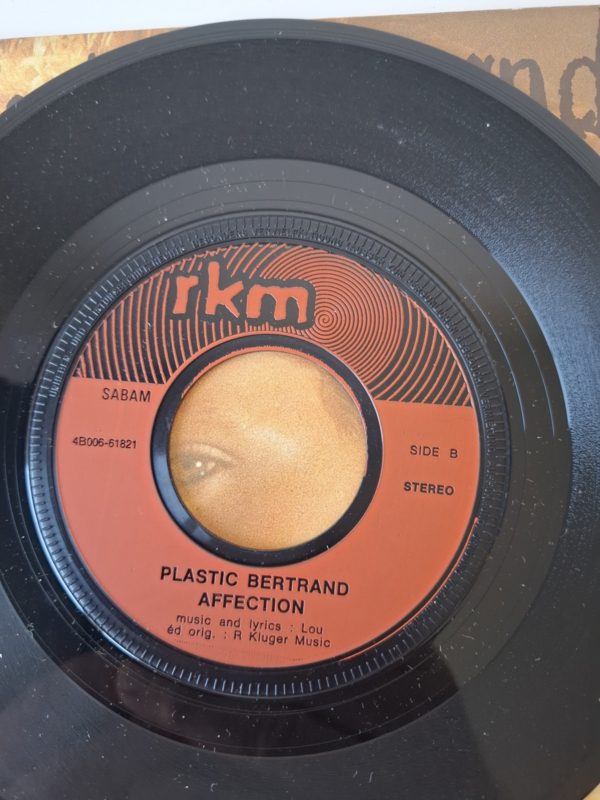 rkm
SABAM
4B006-61821
SIDE B
STEREO
PLASTIC BERTRAND
AFFECTION
music and lyrics : Lou
éd orig. : R Kluger Music